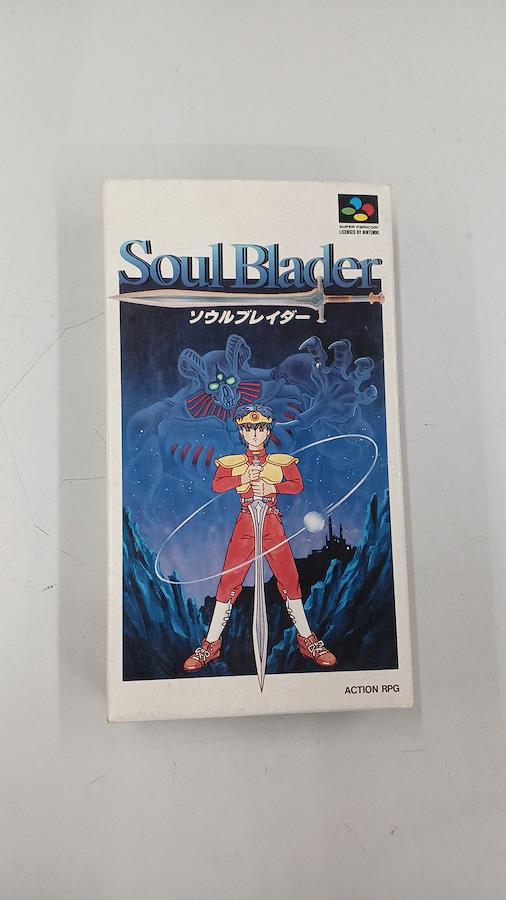 SUPER FAMICOM
LICENSED BY NINTENDO
Soul Blader
ソウルブレイダー
ACTION RPG